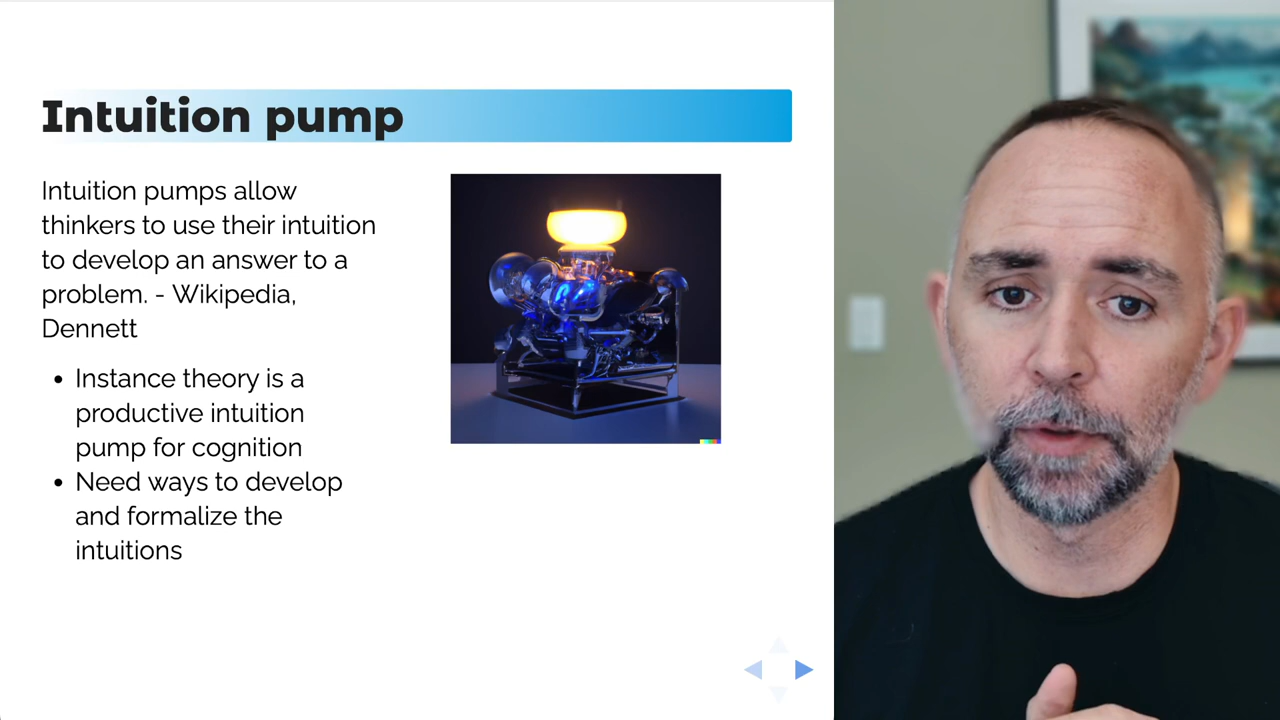 Intuition pump
Intuition pumps allow
thinkers to use their intuition
to develop an answer to a
problem. - Wikipedia,
Dennett
• Instance theory is a
productive intuition
pump for cognition
• Need ways to develop
and formalize the
intuitions